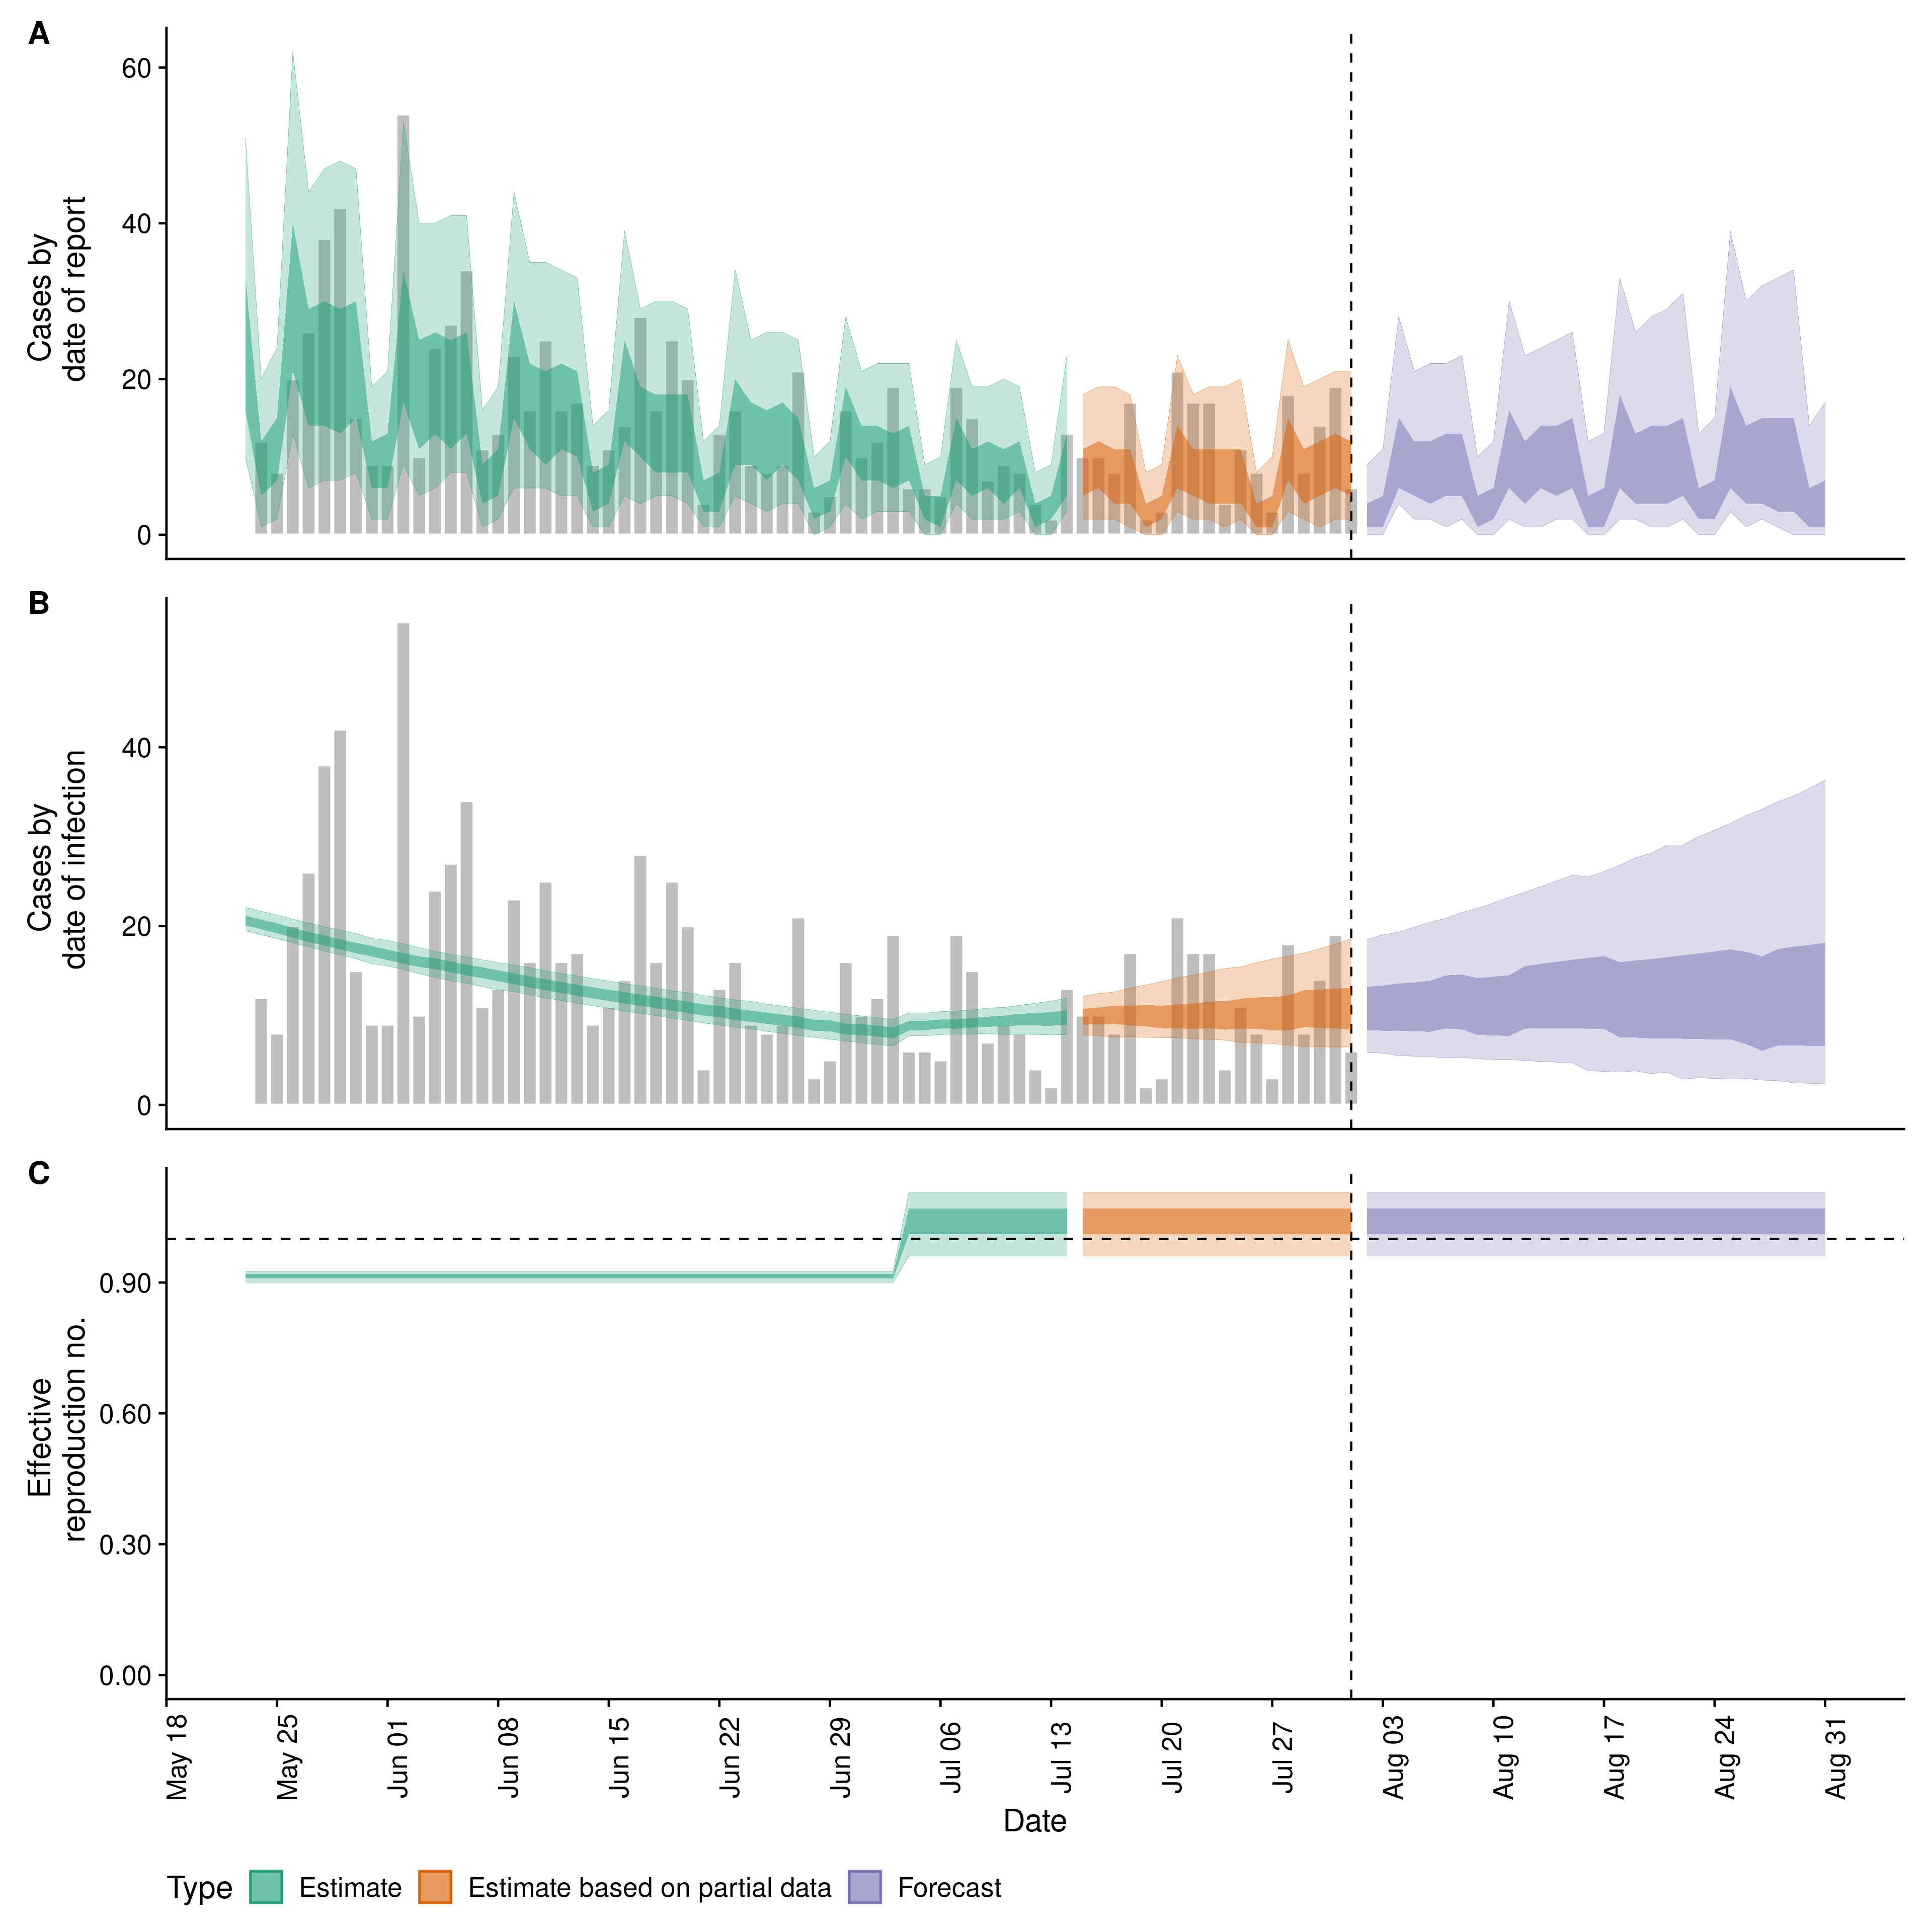 A
60
40
20
0
Cases by
date of report
B
40
20
0
Cases by
date of infection
C
0.90
0.60
0.30
0.00
Effective
reproduction no.
May 18
May 25
Jun 01
Jun 08
Jun 15
Jun 22
Jun 29
Jul 06
Jul 13
Jul 20
Jul 27
Aug 03
Aug 10
Aug 17
Aug 24
Aug 31
Date
Type Estimate Estimate based on partial data Forecast